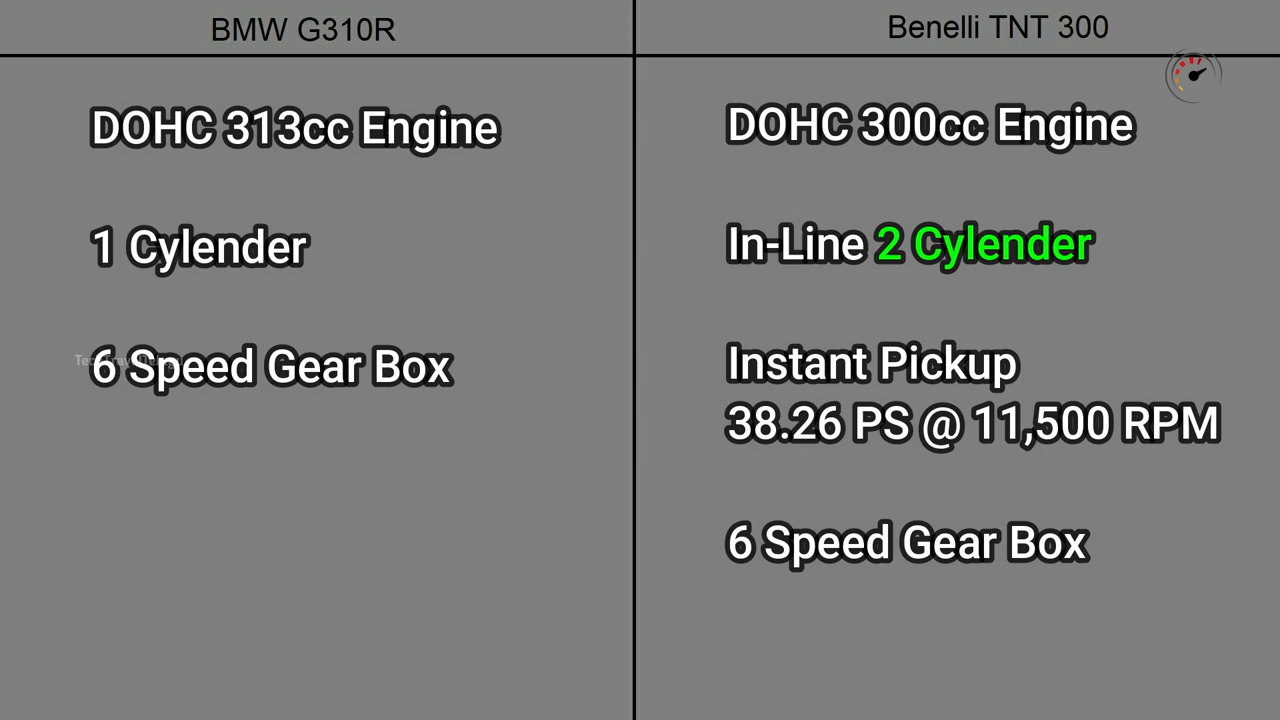 BMW G310R
DOHC 313cc Engine
1 Cylender
6 Speed Gear Box
Benelli TNT 300
DOHC 300cc Engine
In-Line 2 Cylender
Instant Pickup
38.26 PS @ 11,500 RPM
6 Speed Gear Box